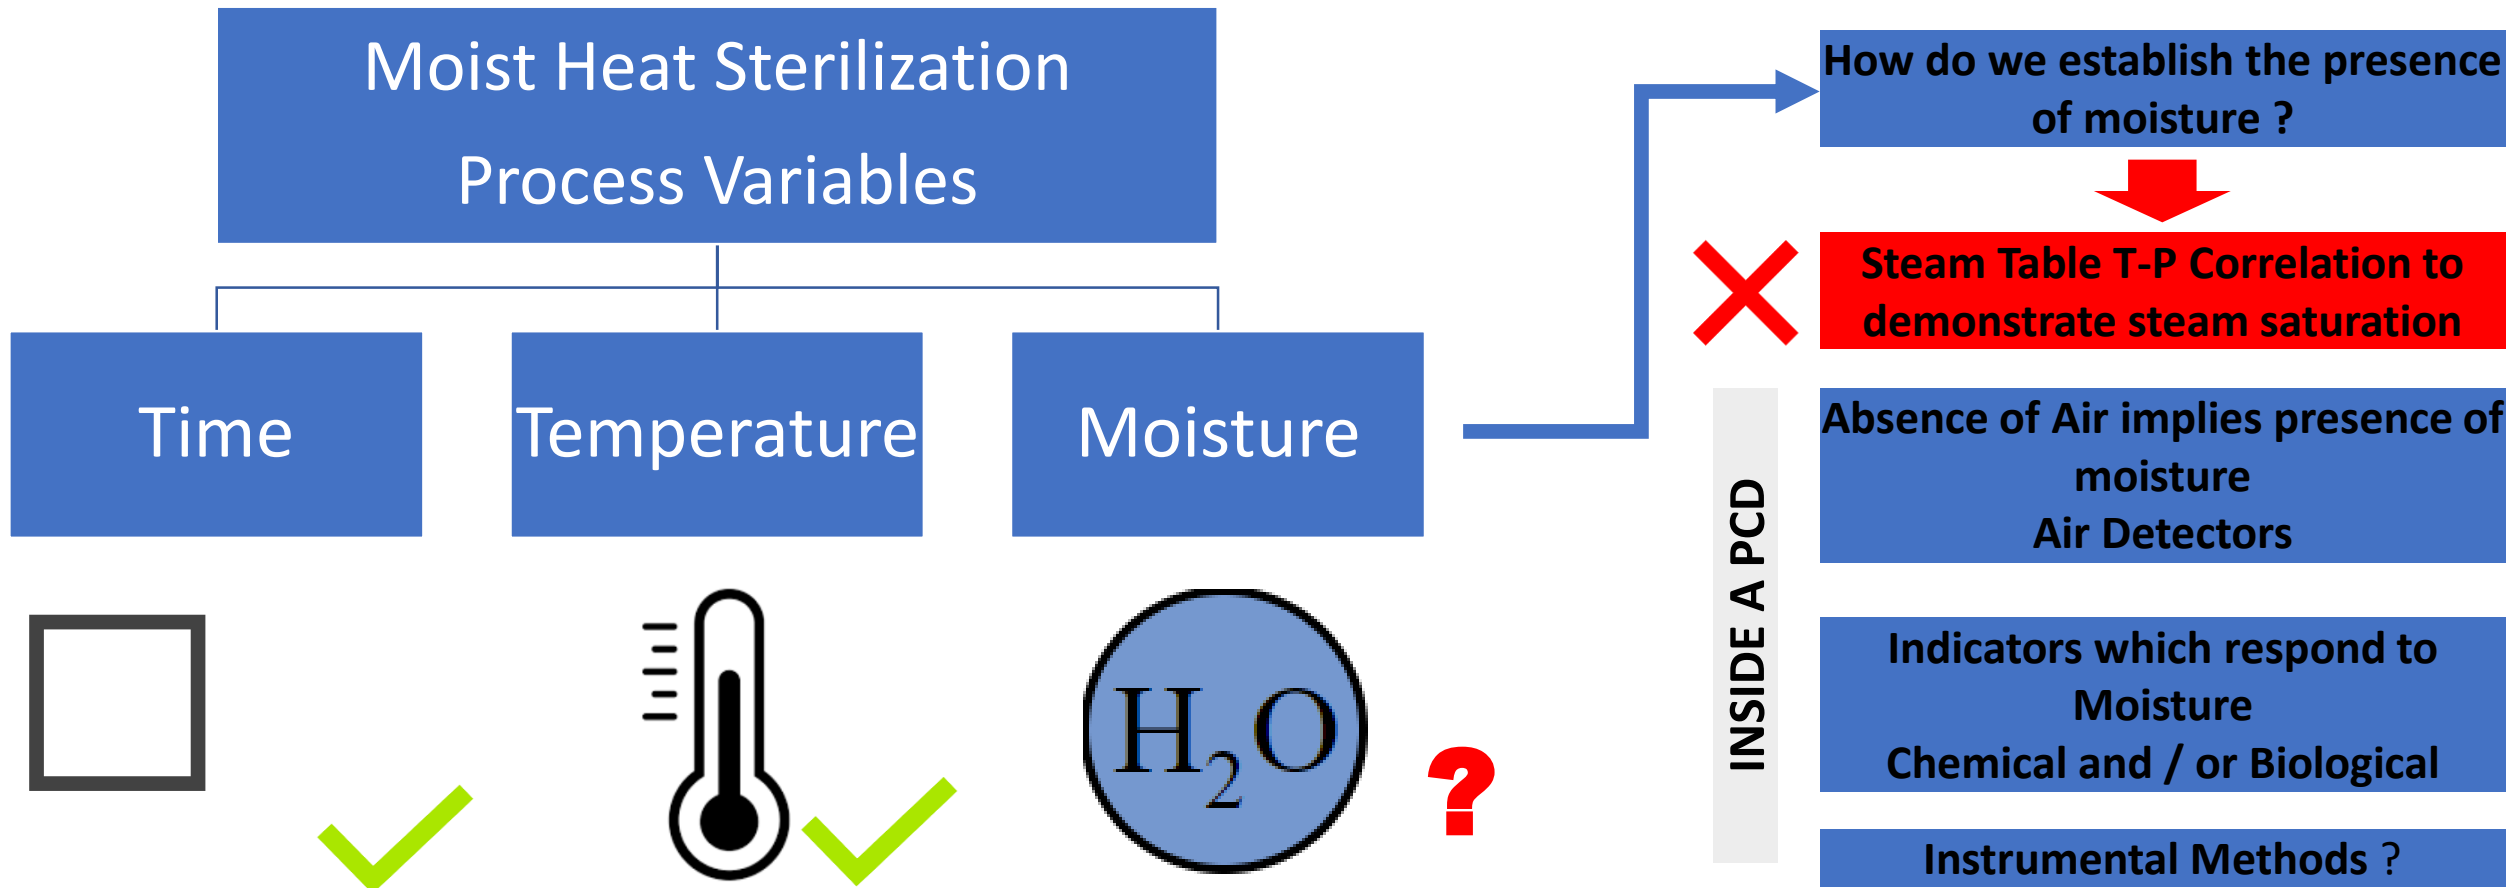 Moist Heat Sterilization
Process Variables
Time
Temperature
Moisture
H₂O
?
How do we establish the presence
of moisture ?
Steam Table T-P Correlation to
demonstrate steam saturation
INSIDE A PCD
Absence of Air implies presence of
moisture
Air Detectors
Indicators which respond to
Moisture
Chemical and / or Biological
Instrumental Methods ?